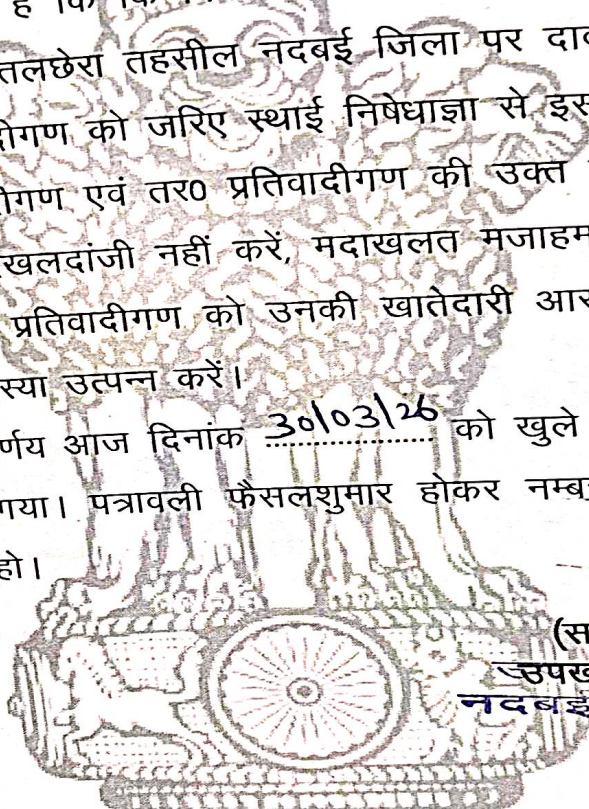 है कि
तलछेरा तहसील नदबई जिला पर
गण को जरिए स्थाई निषेधाज्ञा से इस
गण एवं तर० प्रतिवादीगण की उक्त
खलदांजी नहीं करें, मदाखलत मजाहम
प्रतिवादीगण को उनकी खातेदारी
स्या उत्पन्न करें।
र्णय आज दिनांक 30/03/26 को खुले
गया। पत्रावली फैसलशुमार होकर नम्ब
हो।
(स
उपख
नदबई